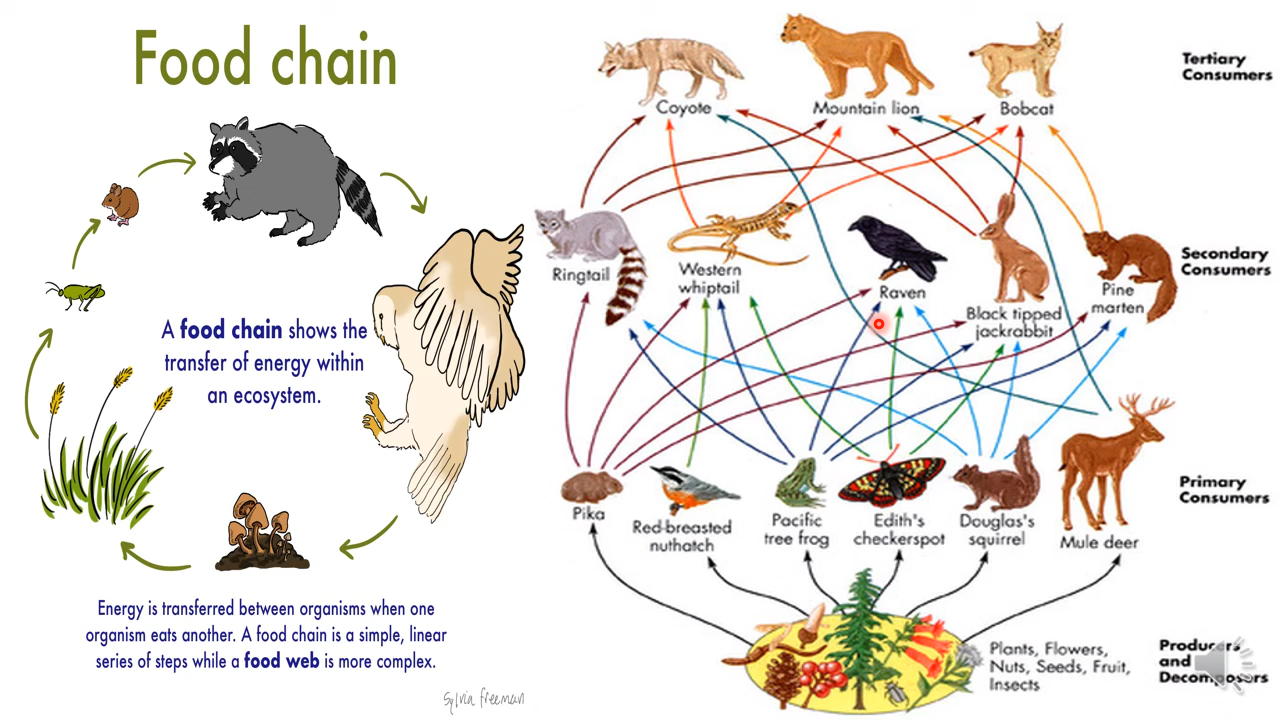 Food chain
A food chain shows the
transfer of energy within
an ecosystem.
Energy is transferred between organisms when one
organism eats another. A food chain is a simple, linear
series of steps while a food web is more complex.
Sylvia Freeman
Coyote
Mountain lion
Bobcat
Tertiary
Consumers
Ringtail
Western
whiptail
Raven
Black tipped
jackrabbit
Pine
marten
Secondary
Consumers
Pika
Red-breasted
nuthatch
Pacific
tree frog
Edith's
checkerspot
Douglas's
squirrel
Mule deer
Primary
Consumers
Plants, Flowers,
Nuts, Seeds, Fruit,
Insects
Producers
and
Decomposers